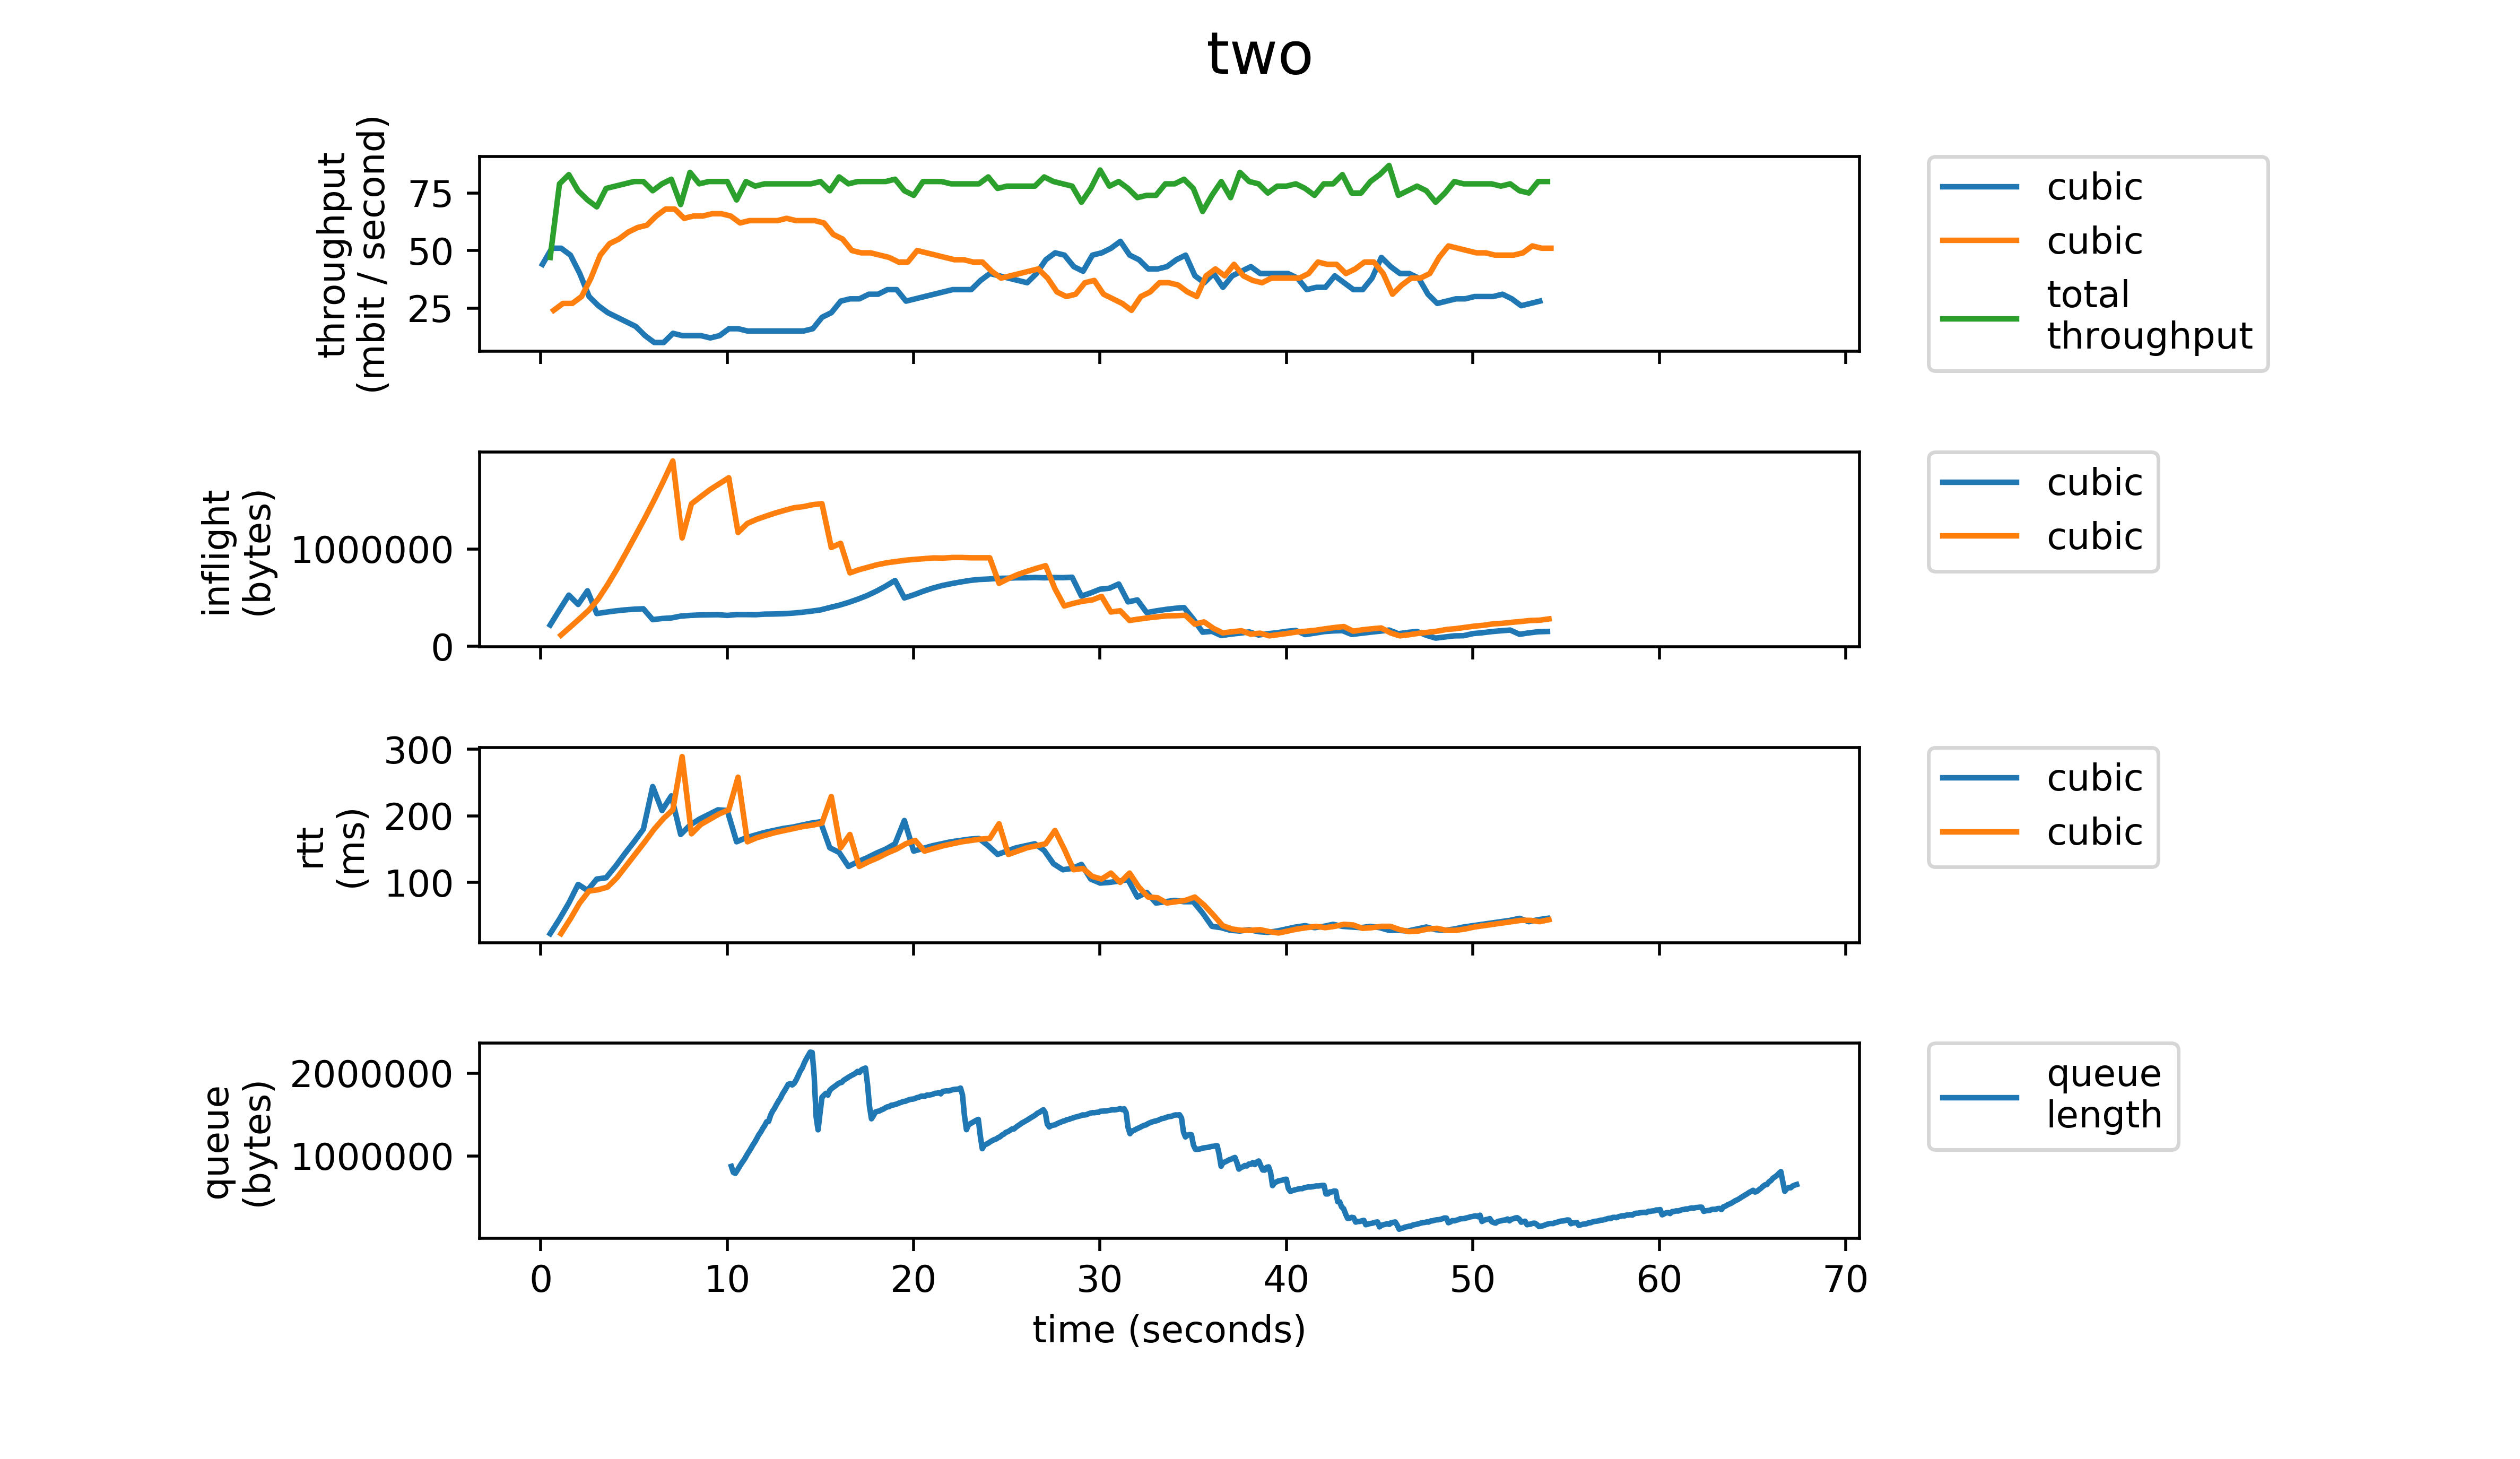 two
throughput
(mbit / second)
75
50
25
cubic
cubic
total
throughput
inflight
(bytes)
1000000
0
cubic
cubic
rtt
(ms)
300
200
100
cubic
cubic
queue
(bytes)
2000000
1000000
queue
length
0 10 20 30 40 50 60 70
time (seconds)